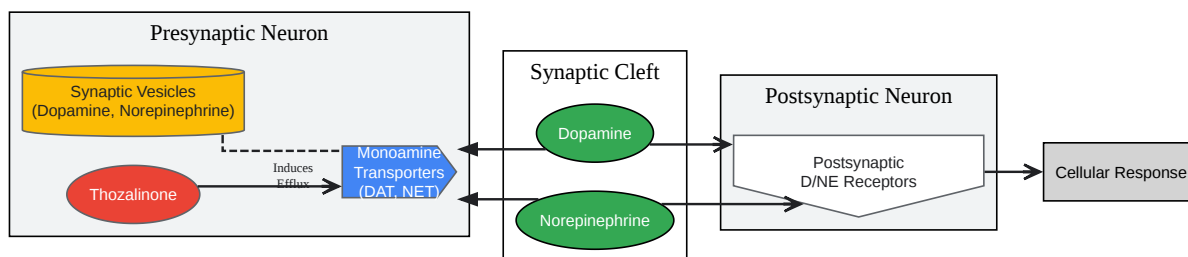 Presynaptic Neuron
Synaptic Vesicles
(Dopamine, Norepinephrine)
Thozalinone
Induces
Efflux
Monoamine
Transporters
(DAT, NET)
Synaptic Cleft
Dopamine
Norepinephrine
Postsynaptic Neuron
Postsynaptic
D/NE Receptors
Cellular Response